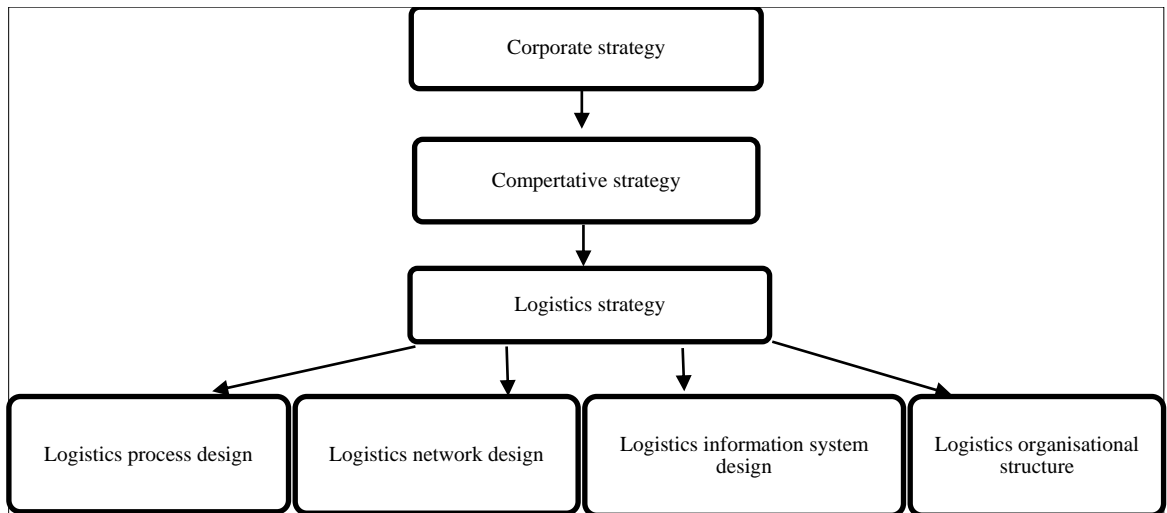 Corporate strategy
Compertative strategy
Logistics strategy
Logistics process design
Logistics network design
Logistics information system
design
Logistics organisational
structure